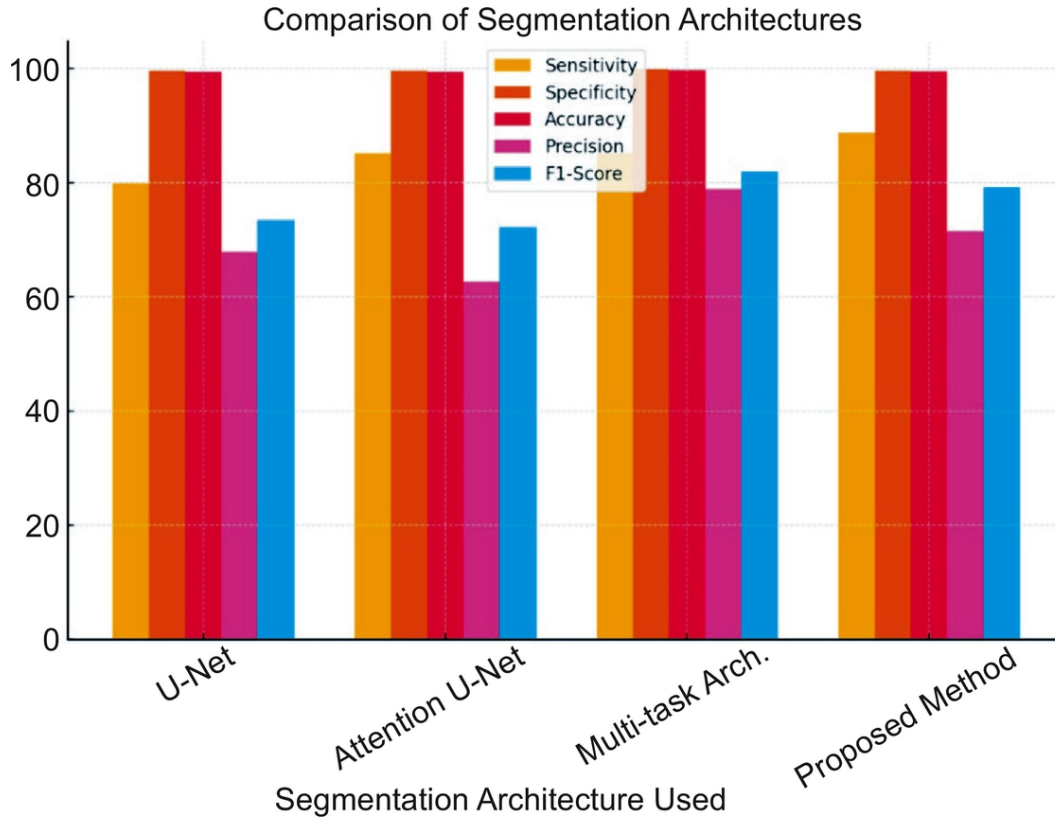 Comparison of Segmentation Architectures
100
80
60
40
20
0
Sensitivity
Specificity
Accuracy
Precision
F1-Score
U-Net
Attention U-Net
Multi-task Arch.
Proposed Method
Segmentation Architecture Used